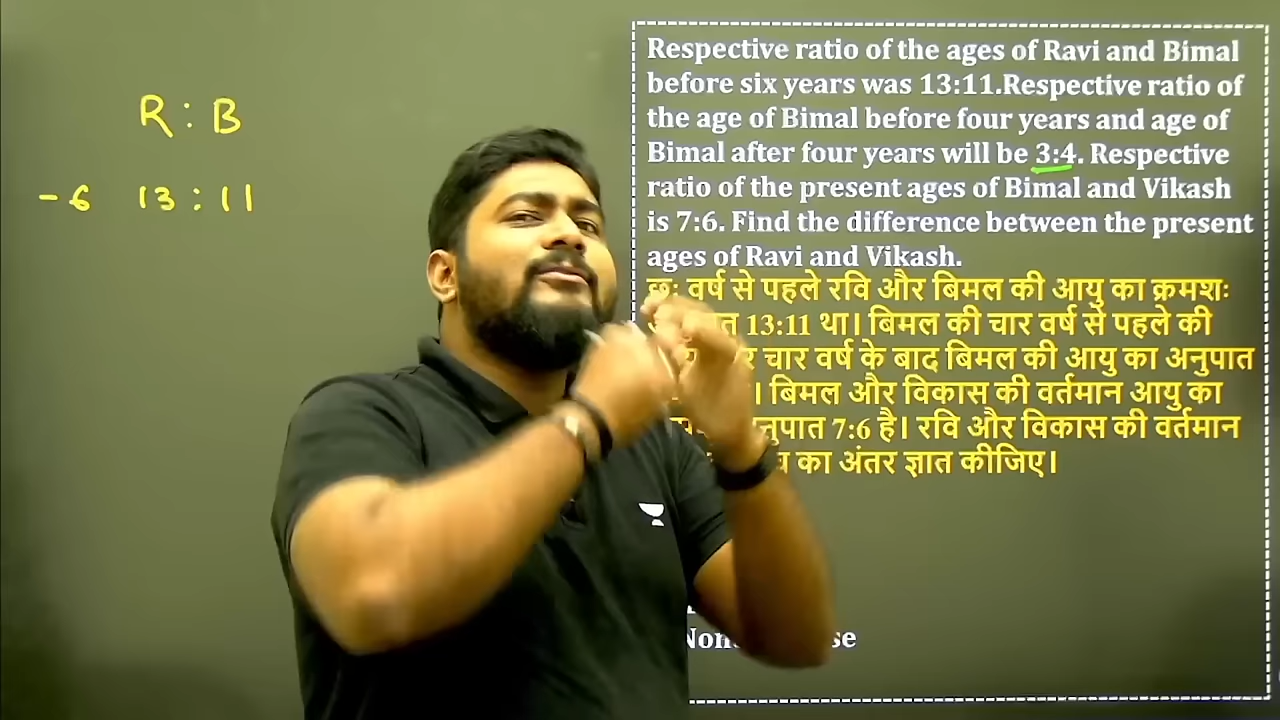 R : B
-6 13 : 11
Respective ratio of the ages of Ravi and Bimal
before six years was 13:11.Respective ratio of
the age of Bimal before four years and age of
Bimal after four years will be 3:4. Respective
ratio of the present ages of Bimal and Vikash
is 7:6. Find the difference between the present
ages of Ravi and Vikash.
छः वर्ष से पहले रवि और बिमल की आयु का क्रमशः
13:11 था। बिमल की चार वर्ष से पहले की
चार वर्ष के बाद बिमल की आयु का अनुपात
। बिमल और विकास की वर्तमान आयु का
7:6 है। रवि और विकास की वर्तमान
का अंतर ज्ञात कीजिए।